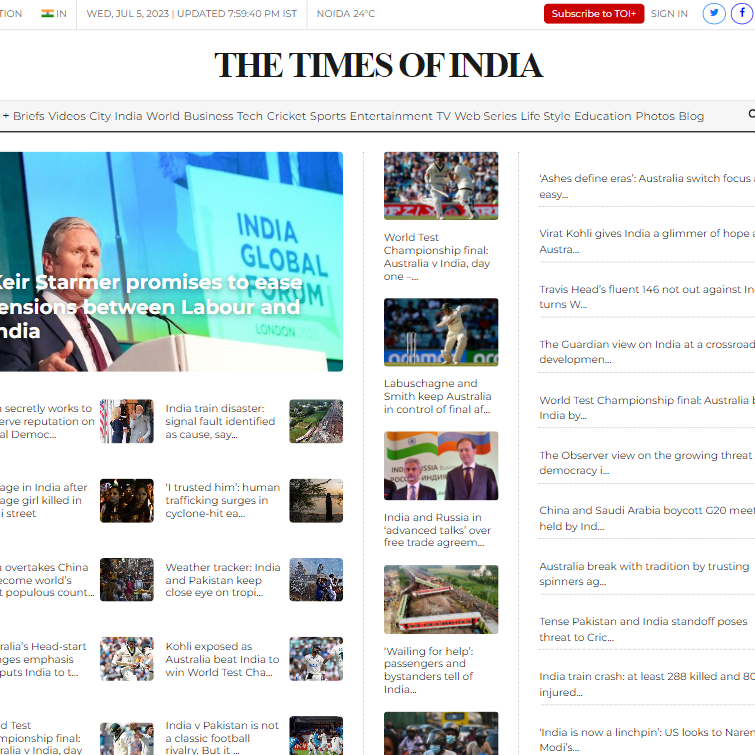 TION
IN
WED, JUL 5, 2023 | UPDATED 7:59:40 PM IST
NOIDA 24°C
Subscribe to TOI+
SIGN IN
THE TIMES OF INDIA
+ Briefs Videos City India World Business Tech Cricket Sports Entertainment TV Web Series Life Style Education Photos Blog
INDIA
GLOBAL
FORUM
LONDON
Keir Starmer promises to ease
ensions between Labour and
ndia
secretly works to
erve reputation on
al Democ...
India train disaster:
signal fault identified
as cause, say...
age in India after
age girl killed in
i street
‘I trusted him’: human
trafficking surges in
cyclone-hit ea...
overtakes China
ecome world's
t populous count...
Weather tracker: India
and Pakistan keep
close eye on tropi...
ralia's Head-start
nges emphasis
puts India to t...
Kohli exposed as
Australia beat India to
win World Test Cha...
d Test
mpionship final:
ralia v India, day
India v Pakistan is not
a classic football
rivalry. But it ...
World Test
Championship final:
Australia v India, day
one –...
Labuschagne and
Smith keep Australia
in control of final af...
India and Russia in
‘advanced talks’ over
free trade agreem...
‘Wailing for help’:
passengers and
bystanders tell of
India...
‘Ashes define eras’: Australia switch focus
easy...
Virat Kohli gives India a glimmer of hope
Austra...
Travis Head’s fluent 146 not out against In
turns W...
The Guardian view on India at a crossroad
developmen...
World Test Championship final: Australia
India by...
The Observer view on the growing threat
democracy i...
China and Saudi Arabia boycott G20 meet
held by Ind...
Australia break with tradition by trusting
spinners ag...
Tense Pakistan and India standoff poses
threat to Cric...
India train crash: at least 288 killed and 80
injured...
‘India is now a linchpin’: US looks to Naren
Modi’s...